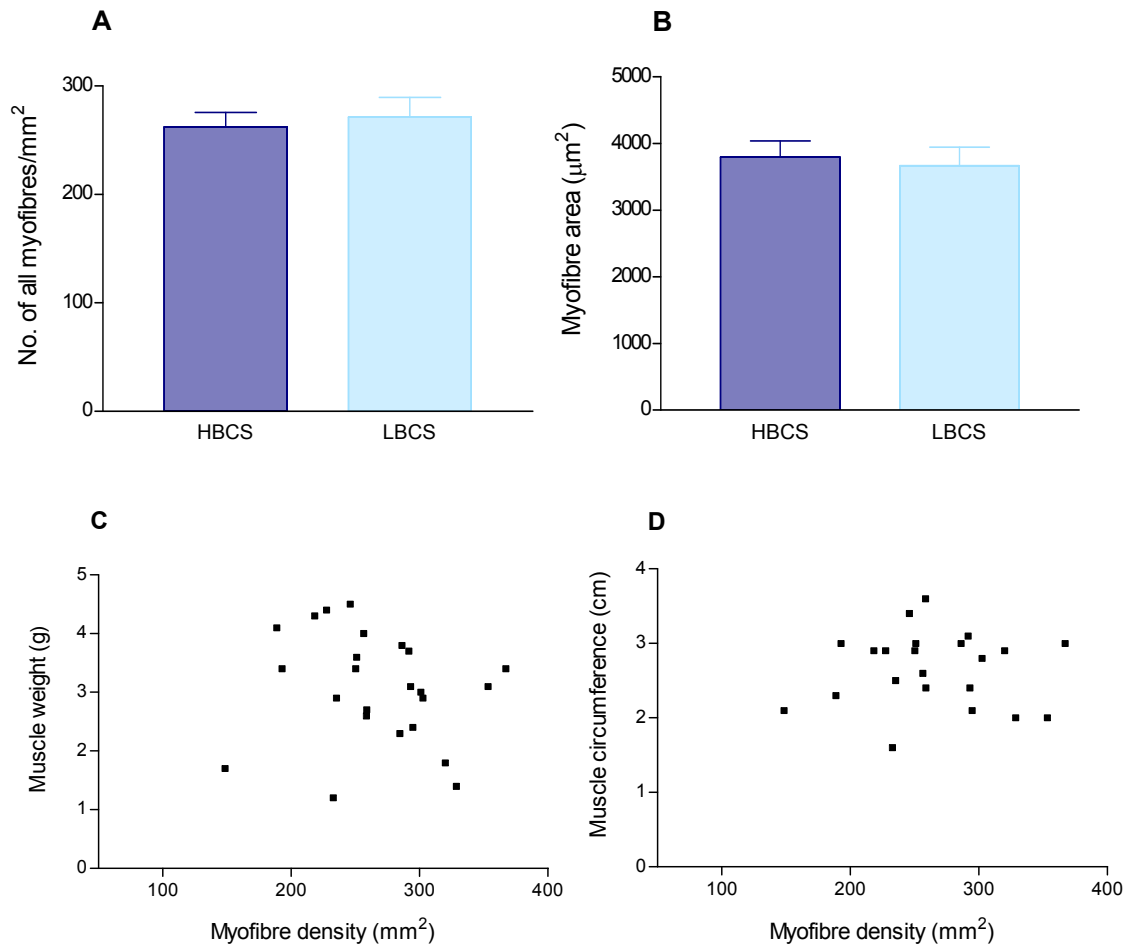 A
No. of all myofibres/mm²
300
200
100
0
HBCS LBCS
B
Myofibre area (µm²)
5000
4000
3000
2000
1000
0
HBCS LBCS
C
Muscle weight (g)
5
4
3
2
1
0
100 200 300 400
Myofibre density (mm²)
D
Muscle circumference (cm)
4
3
2
1
0
100 200 300 400
Myofibre density (mm²)